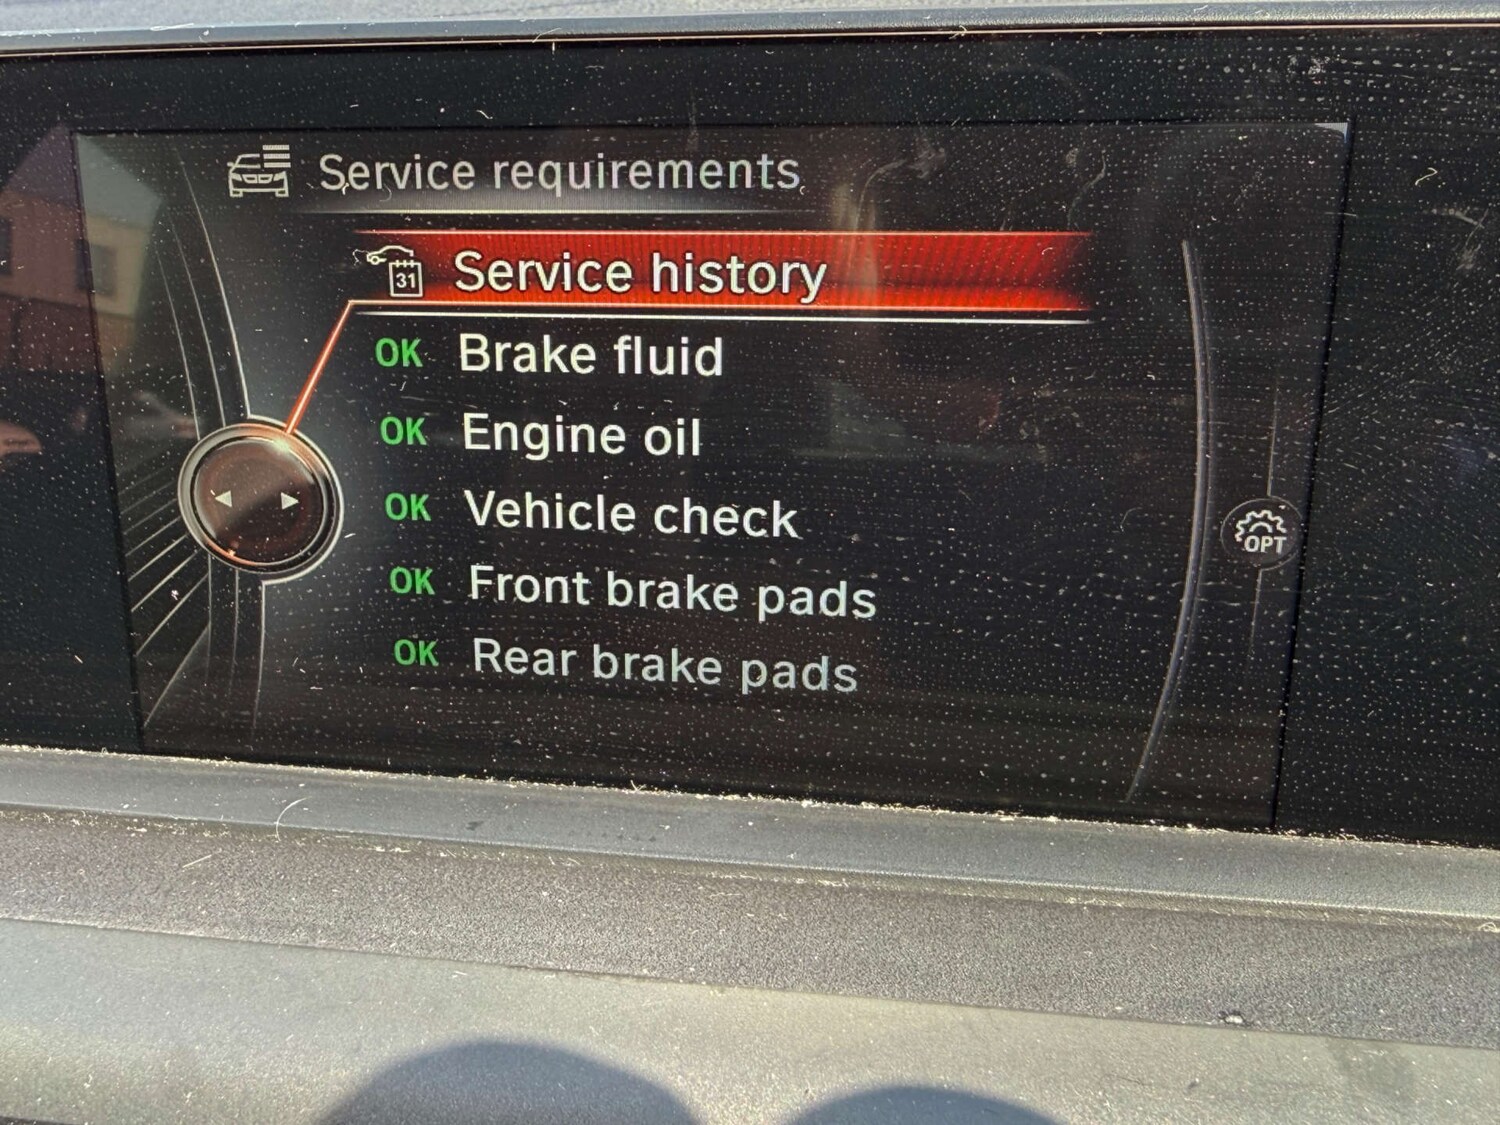 Service requirements
31 Service history
OK Brake fluid
OK Engine oil
OK Vehicle check
OK Front brake pads
OK Rear brake pads
OPT